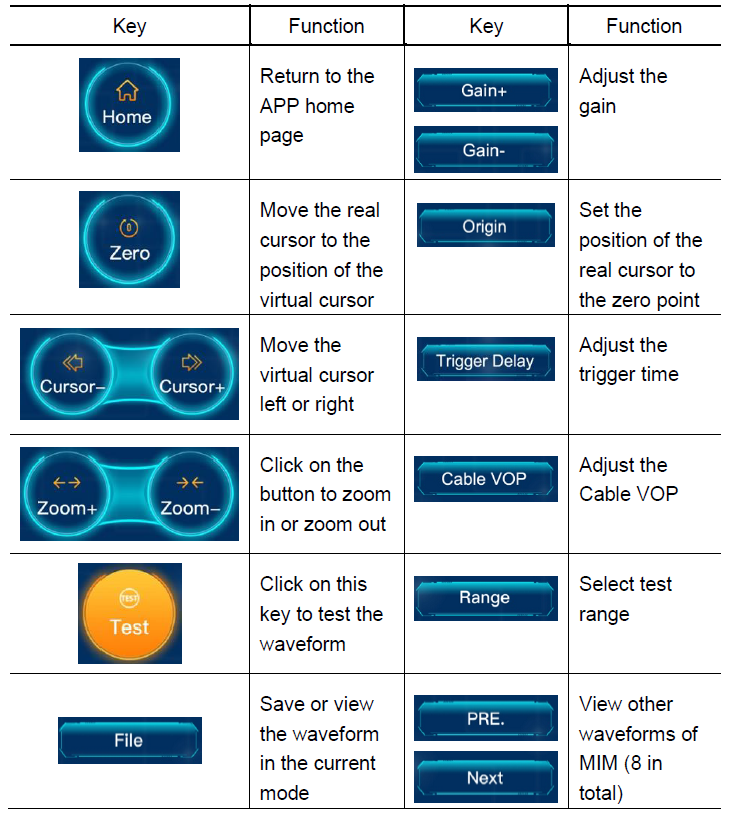 Key Function Key Function
Home
Return to the
APP home
page
Gain+
Gain-
Adjust the
gain
0
Zero
Move the real
cursor to the
position of the
virtual cursor
Origin
Set the
position of the
real cursor to
the zero point
Cursor– Cursor+
Move the
virtual cursor
left or right
Trigger Delay
Adjust the
trigger time
Zoom+ Zoom–
Click on the
button to zoom
in or zoom out
Cable VOP
Adjust the
Cable VOP
TEST
Test
Click on this
key to test the
waveform
Range
Select test
range
File
Save or view
the waveform
in the current
mode
PRE.
Next
View other
waveforms of
MIM (8 in
total)